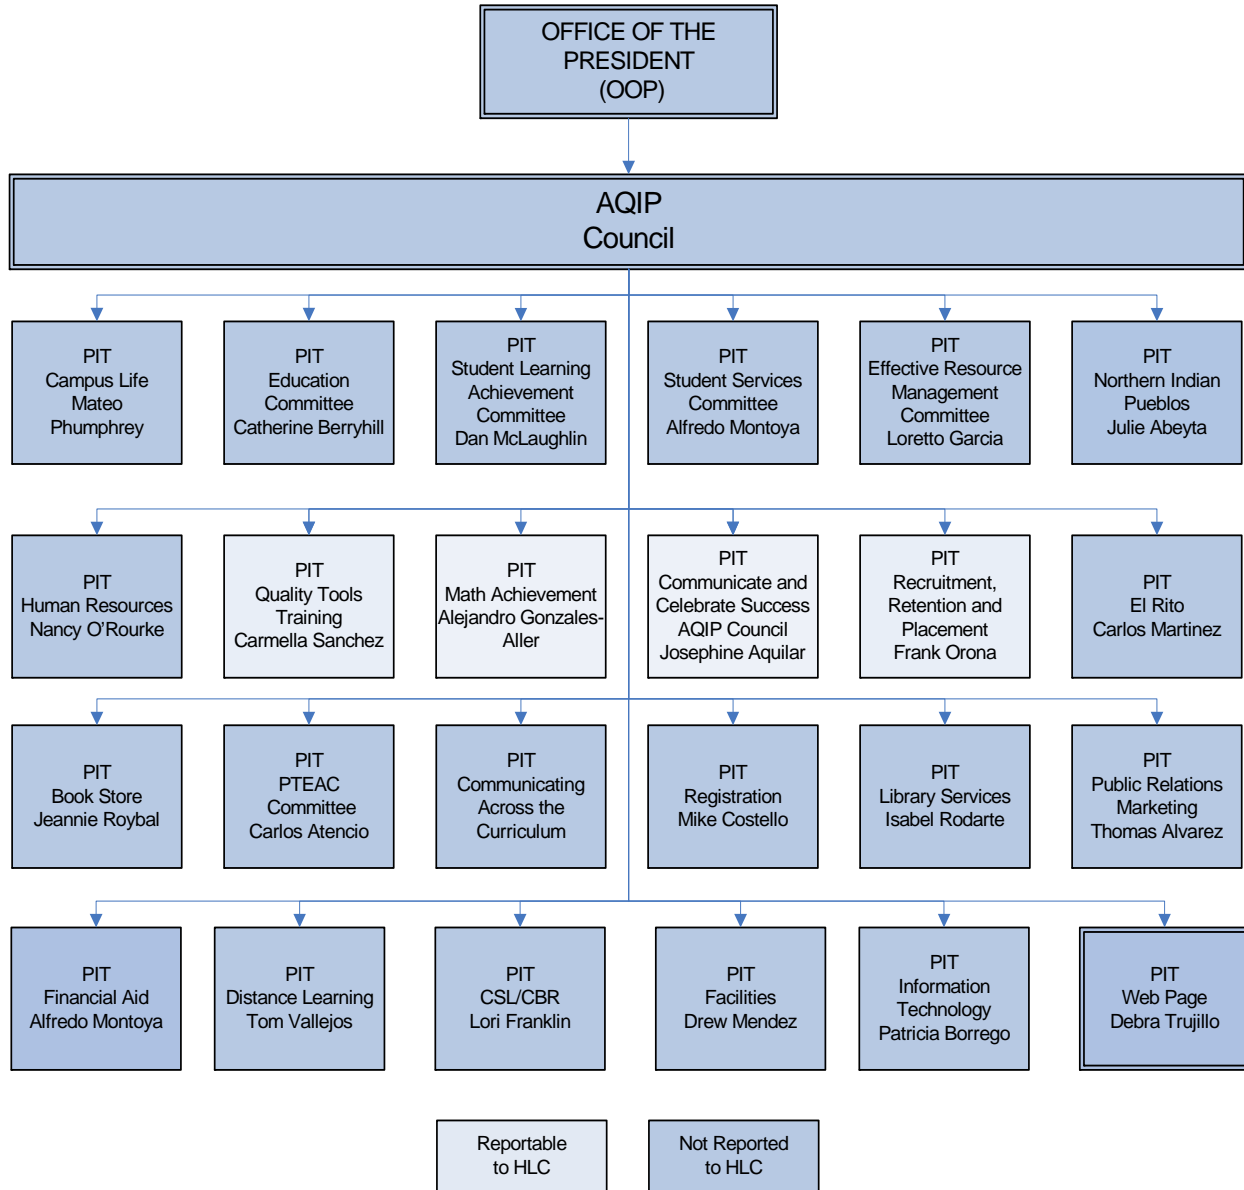 OFFICE OF THE
PRESIDENT
(OOP)
AQIP
Council
PIT
Campus Life
Mateo
Phumphrey
PIT
Education
Committee
Catherine Berryhill
PIT
Student Learning
Achievement
Committee
Dan McLaughlin
PIT
Student Services
Committee
Alfredo Montoya
PIT
Effective Resource
Management
Committee
Loretto Garcia
PIT
Northern Indian
Pueblos
Julie Abeyta
PIT
Human Resources
Nancy O’Rourke
PIT
Quality Tools
Training
Carmella Sanchez
PIT
Math Achievement
Alejandro Gonzales-
Aller
PIT
Communicate and
Celebrate Success
AQIP Council
Josephine Aquilar
PIT
Recruitment,
Retention and
Placement
Frank Orona
PIT
El Rito
Carlos Martinez
PIT
Book Store
Jeannie Roybal
PIT
PTEAC
Committee
Carlos Atencio
PIT
Communicating
Across the
Curriculum
PIT
Registration
Mike Costello
PIT
Library Services
Isabel Rodarte
PIT
Public Relations
Marketing
Thomas Alvarez
PIT
Financial Aid
Alfredo Montoya
PIT
Distance Learning
Tom Vallejos
PIT
CSL/CBR
Lori Franklin
PIT
Facilities
Drew Mendez
PIT
Information
Technology
Patricia Borrego
PIT
Web Page
Debra Trujillo
Reportable
to HLC
Not Reported
to HLC